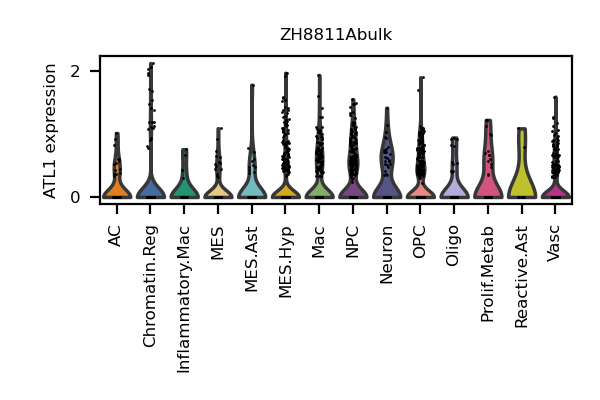 ZH8811Abulk
ATL1 expression
2
0
AC
Chromatin.Reg
Inflammatory.Mac
MES
MES.Ast
MES.Hyp
Mac
NPC
Neuron
OPC
Oligo
Prolif.Metab
Reactive.Ast
Vasc